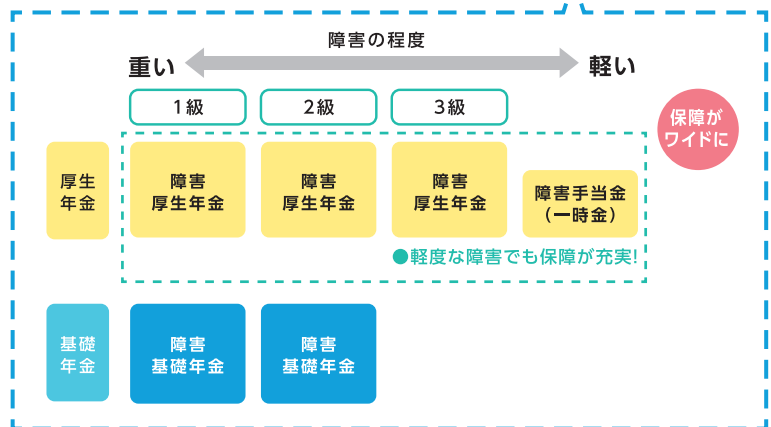 障害の程度
重い
軽い
1級
2級
3級
保障が
ワイドに
厚生
年金
障害
厚生年金
障害
厚生年金
障害
厚生年金
障害手当金
（一時金）
●軽度な障害でも保障が充実!
基礎
年金
障害
基礎年金
障害
基礎年金